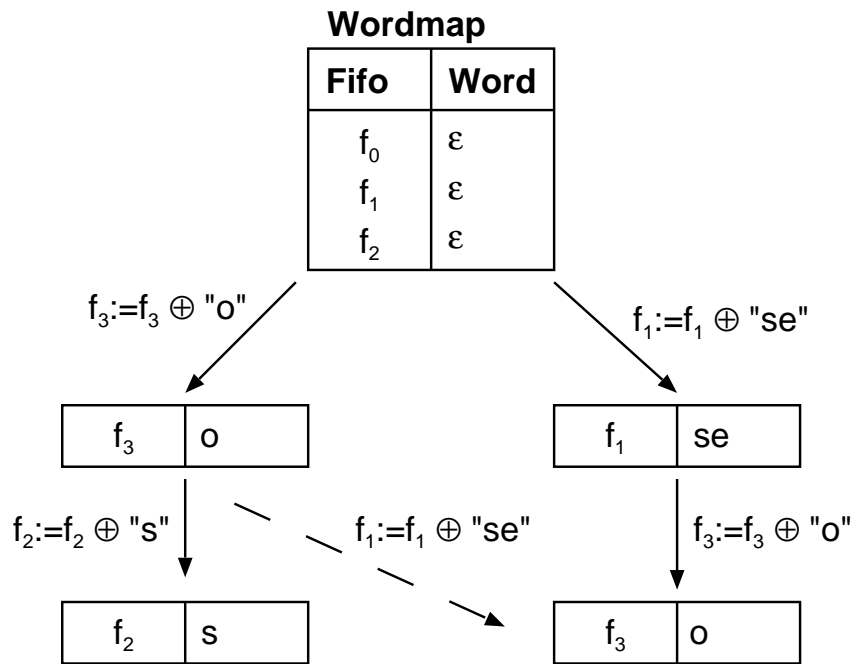 Wordmap
Fifo Word
f₀ ε
f₁ ε
f₂ ε
f₃:=f₃ ⊕ "o"
f₁:=f₁ ⊕ "se"
f₃ o
f₁ se
f₂:=f₂ ⊕ "s"
f₁:=f₁ ⊕ "se"
f₃:=f₃ ⊕ "o"
f₂ s
f₃ o